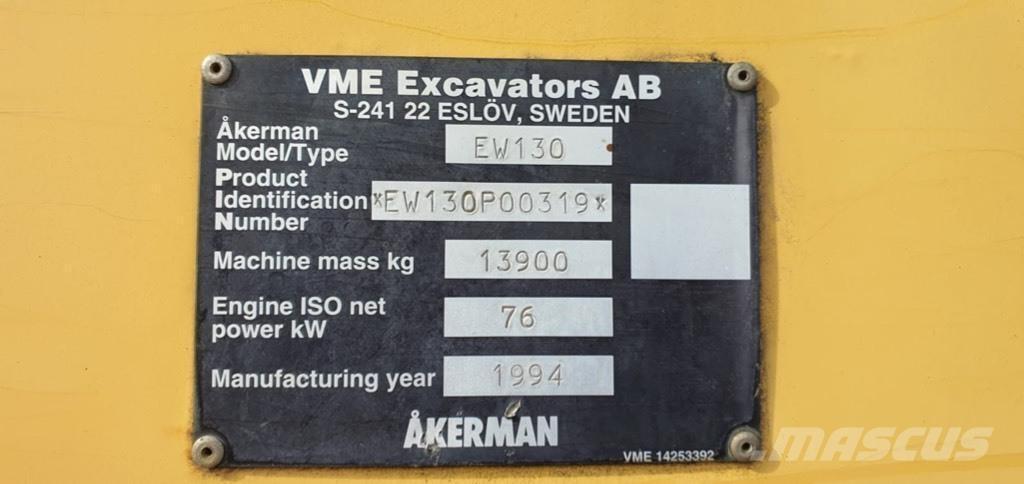 VME Excavators AB
S-241 22 ESLÖV, SWEDEN
Åkerman
Model/Type EW130
Product
Identification *EW130P00319*
Number
Machine mass kg 13900
Engine ISO net
power kW 76
Manufacturing year 1994
ÅKERMAN
VME 14253392
MASCUS